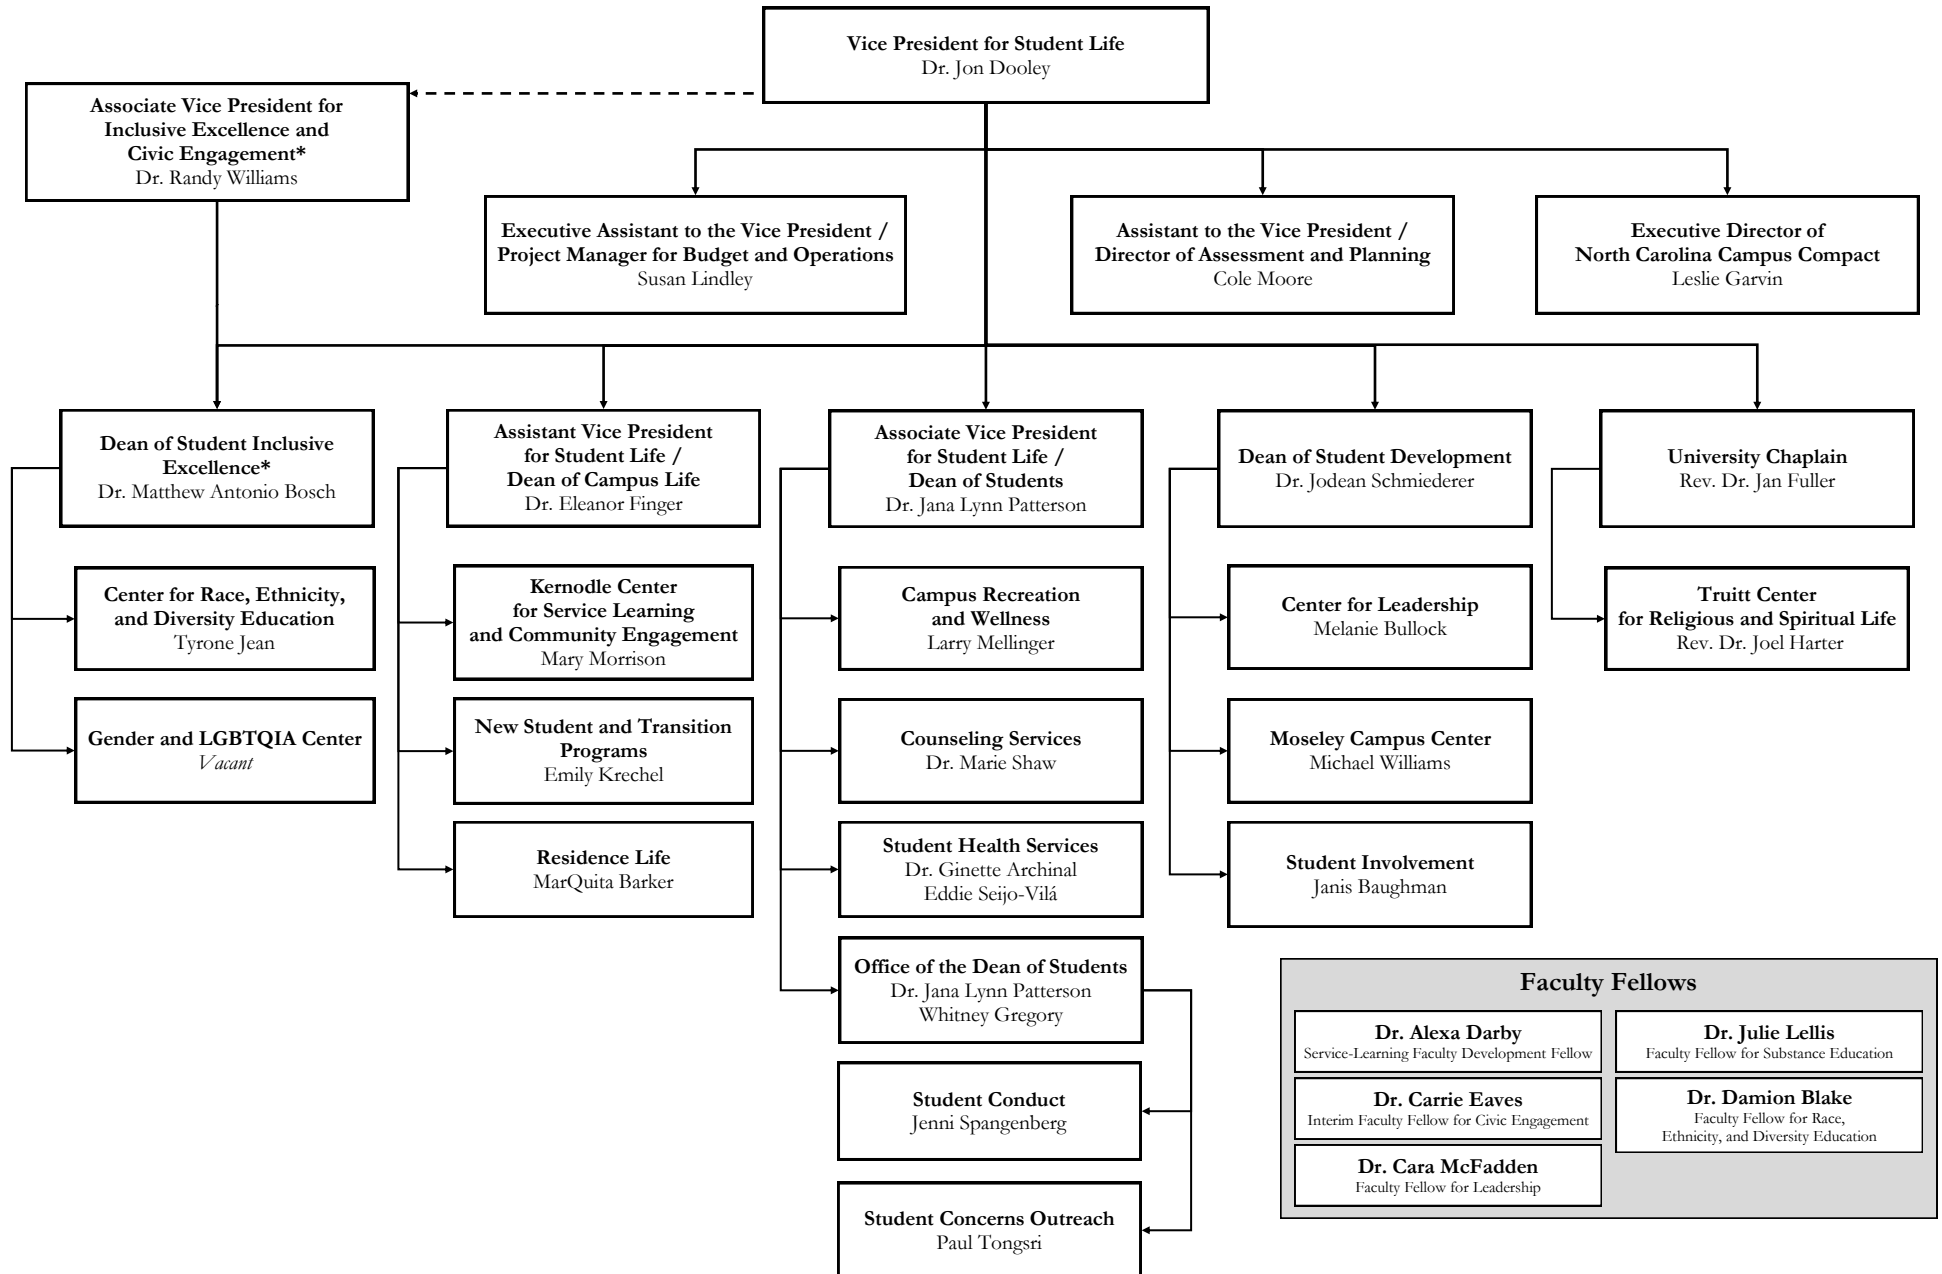 Vice President for Student Life
Dr. Jon Dooley
Associate Vice President for
Inclusive Excellence and
Civic Engagement*
Dr. Randy Williams
Executive Assistant to the Vice President /
Project Manager for Budget and Operations
Susan Lindley
Assistant to the Vice President /
Director of Assessment and Planning
Cole Moore
Executive Director of
North Carolina Campus Compact
Leslie Garvin
Dean of Student Inclusive
Excellence*
Dr. Matthew Antonio Bosch
Assistant Vice President
for Student Life /
Dean of Campus Life
Dr. Eleanor Finger
Associate Vice President
for Student Life /
Dean of Students
Dr. Jana Lynn Patterson
Dean of Student Development
Dr. Jodean Schmiederer
University Chaplain
Rev. Dr. Jan Fuller
Center for Race, Ethnicity,
and Diversity Education
Tyrone Jean
Kernodle Center
for Service Learning
and Community Engagement
Mary Morrison
Campus Recreation
and Wellness
Larry Mellinger
Center for Leadership
Melanie Bullock
Truitt Center
for Religious and Spiritual Life
Rev. Dr. Joel Harter
Gender and LGBTQIA Center
Vacant
New Student and Transition
Programs
Emily Krechel
Counseling Services
Dr. Marie Shaw
Moseley Campus Center
Michael Williams
Residence Life
MarQuita Barker
Student Health Services
Dr. Ginette Archinal
Eddie Seijo-Vilá
Student Involvement
Janis Baughman
Office of the Dean of Students
Dr. Jana Lynn Patterson
Whitney Gregory
Student Conduct
Jenni Spangenberg
Student Concerns Outreach
Paul Tongsri
Faculty Fellows
Dr. Alexa Darby
Service-Learning Faculty Development Fellow
Dr. Julie Lellis
Faculty Fellow for Substance Education
Dr. Carrie Eaves
Interim Faculty Fellow for Civic Engagement
Dr. Damion Blake
Faculty Fellow for Race,
Ethnicity, and Diversity Education
Dr. Cara McFadden
Faculty Fellow for Leadership